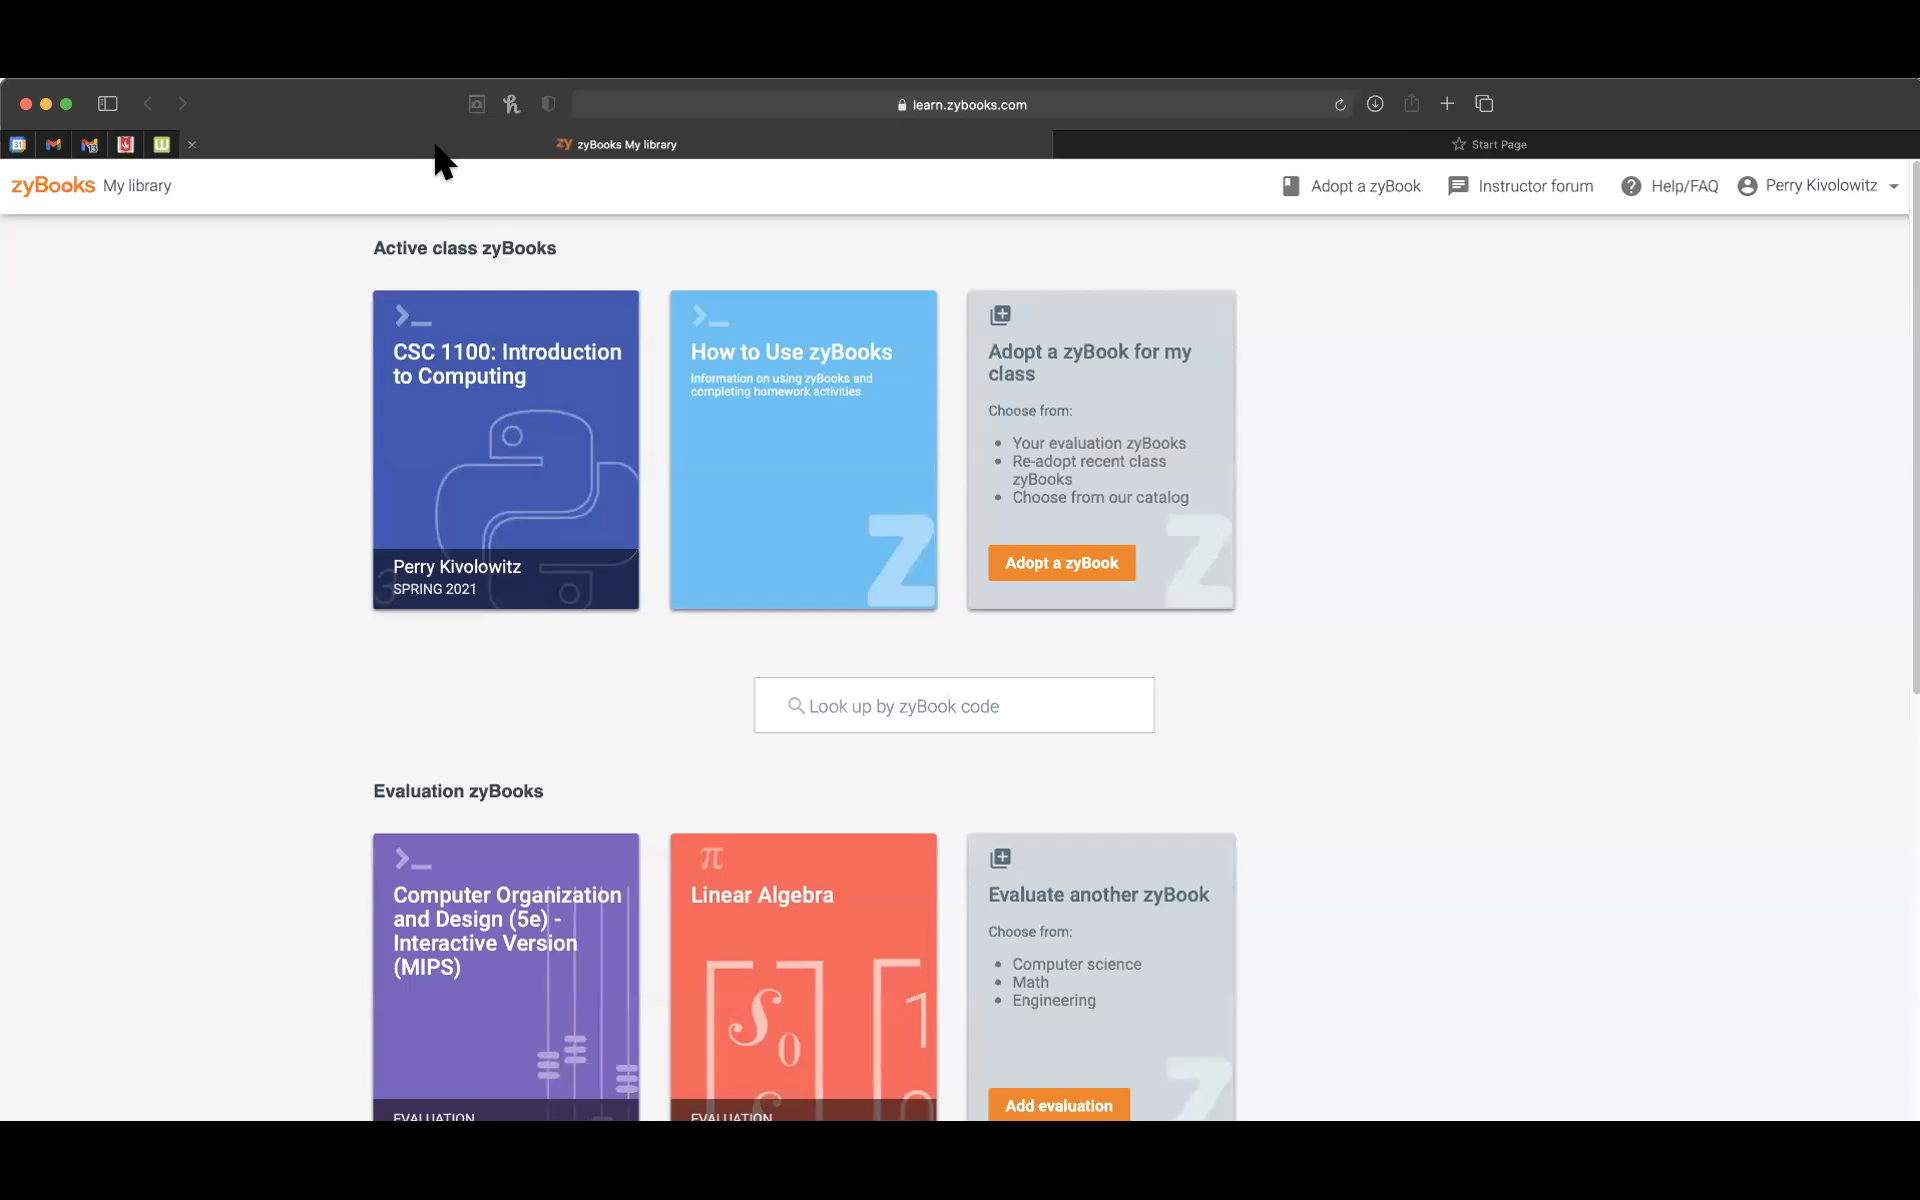 learn.zybooks.com
zyBooks My library
Start Page
zyBooks My library
Adopt a zyBook
Instructor forum
Help/FAQ
Perry Kivolowitz
Active class zyBooks
CSC 1100: Introduction
to Computing
Perry Kivolowitz
SPRING 2021
How to Use zyBooks
Information on using zyBooks and
completing homework activities
Adopt a zyBook for my
class
Choose from:
Your evaluation zyBooks
Re-adopt recent class
zyBooks
Choose from our catalog
Adopt a zyBook
Look up by zyBook code
Evaluation zyBooks
Computer Organization
and Design (5e) -
Interactive Version
(MIPS)
EVALUATION
Linear Algebra
EVALUATION
Evaluate another zyBook
Choose from:
Computer science
Math
Engineering
Add evaluation